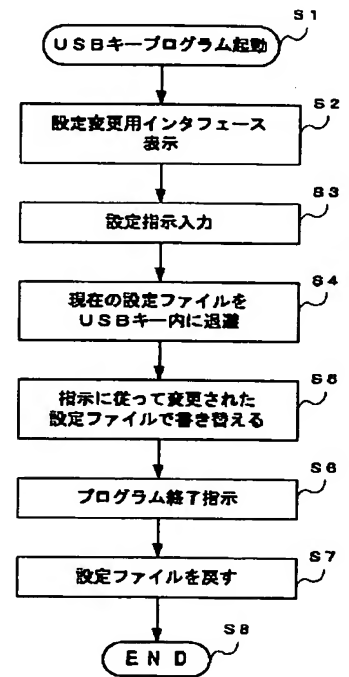 S1
USBキープログラム起動
S2
設定変更用インタフェース
表示
S3
設定指示入力
S4
現在の設定ファイルを
USBキー内に退避
S5
指示に従って変更された
設定ファイルで書き替える
S6
プログラム終了指示
S7
設定ファイルを戻す
S8
END